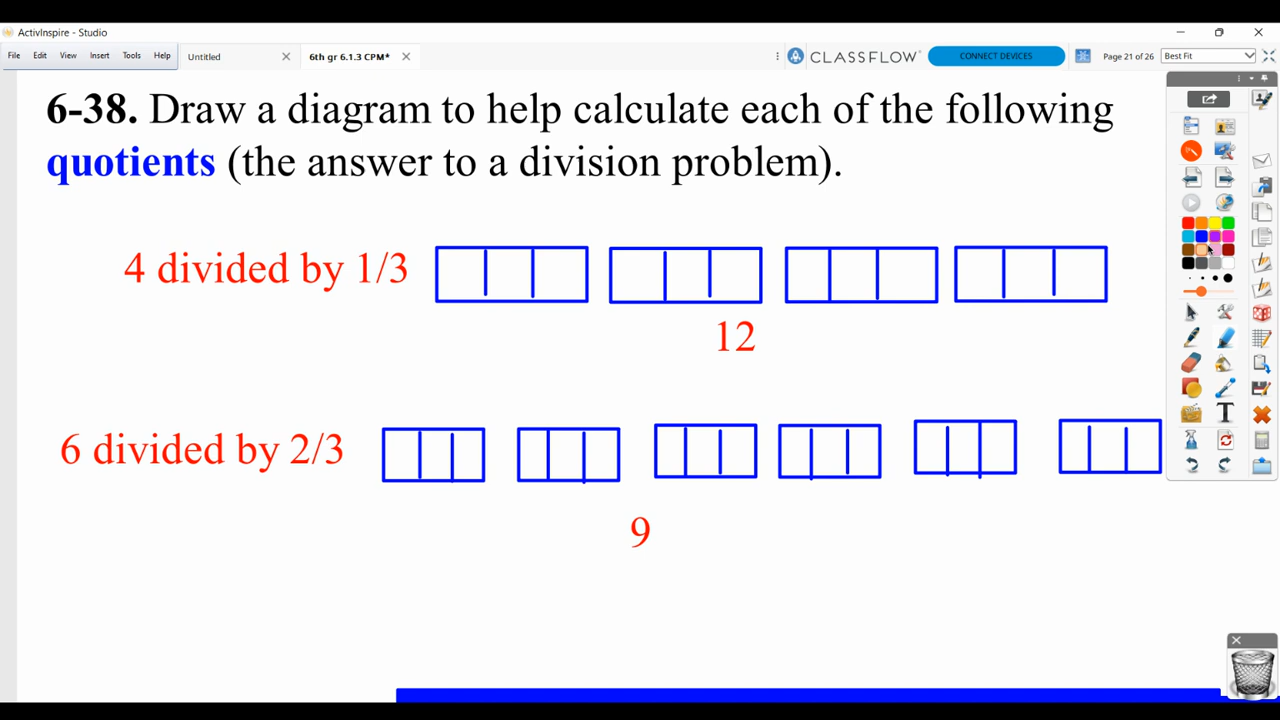 ActivInspire - Studio
File Edit View Insert Tools Help
Untitled
6th gr 6.1.3 CPM*
CLASSFLOW
CONNECT DEVICES
Page 21 of 26
Best Fit
6-38. Draw a diagram to help calculate each of the following
quotients (the answer to a division problem).
4 divided by 1/3
12
6 divided by 2/3
9
T